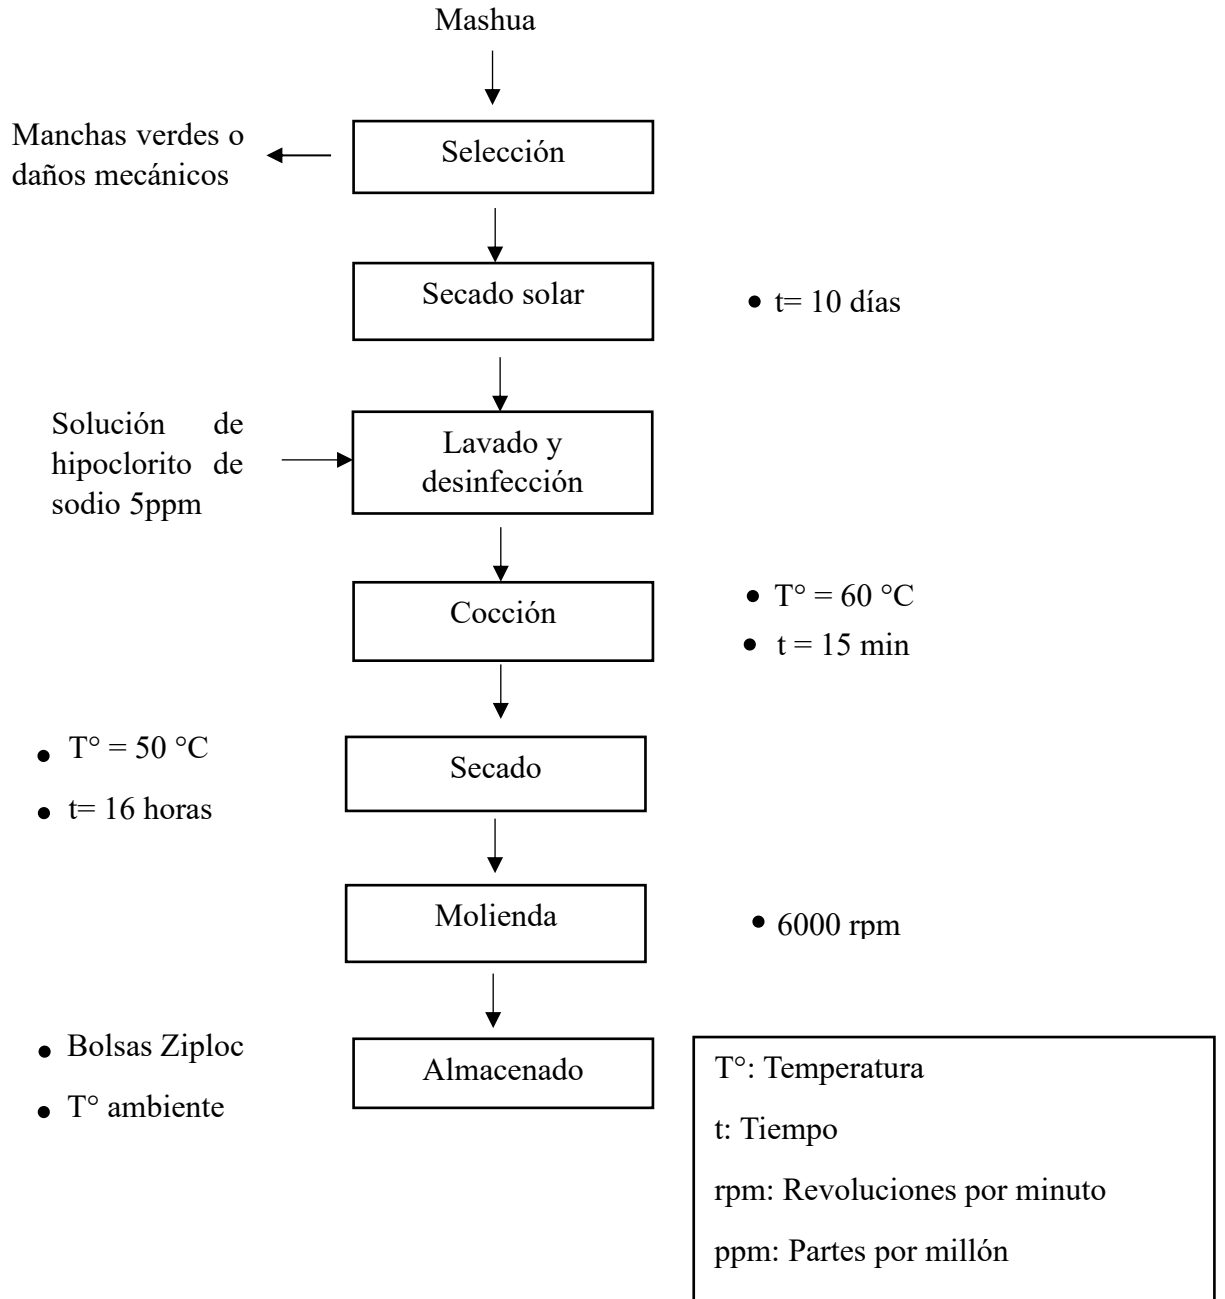 Mashua
Manchas verdes o
daños mecánicos
Selección
Secado solar
• t= 10 días
Solución de
hipoclorito de
sodio 5ppm
Lavado y
desinfección
Cocción
• T° = 60 °C
• t = 15 min
• T° = 50 °C
• t= 16 horas
Secado
Molienda
• 6000 rpm
• Bolsas Ziploc
• T° ambiente
Almacenado
T°: Temperatura
t: Tiempo
rpm: Revoluciones por minuto
ppm: Partes por millón